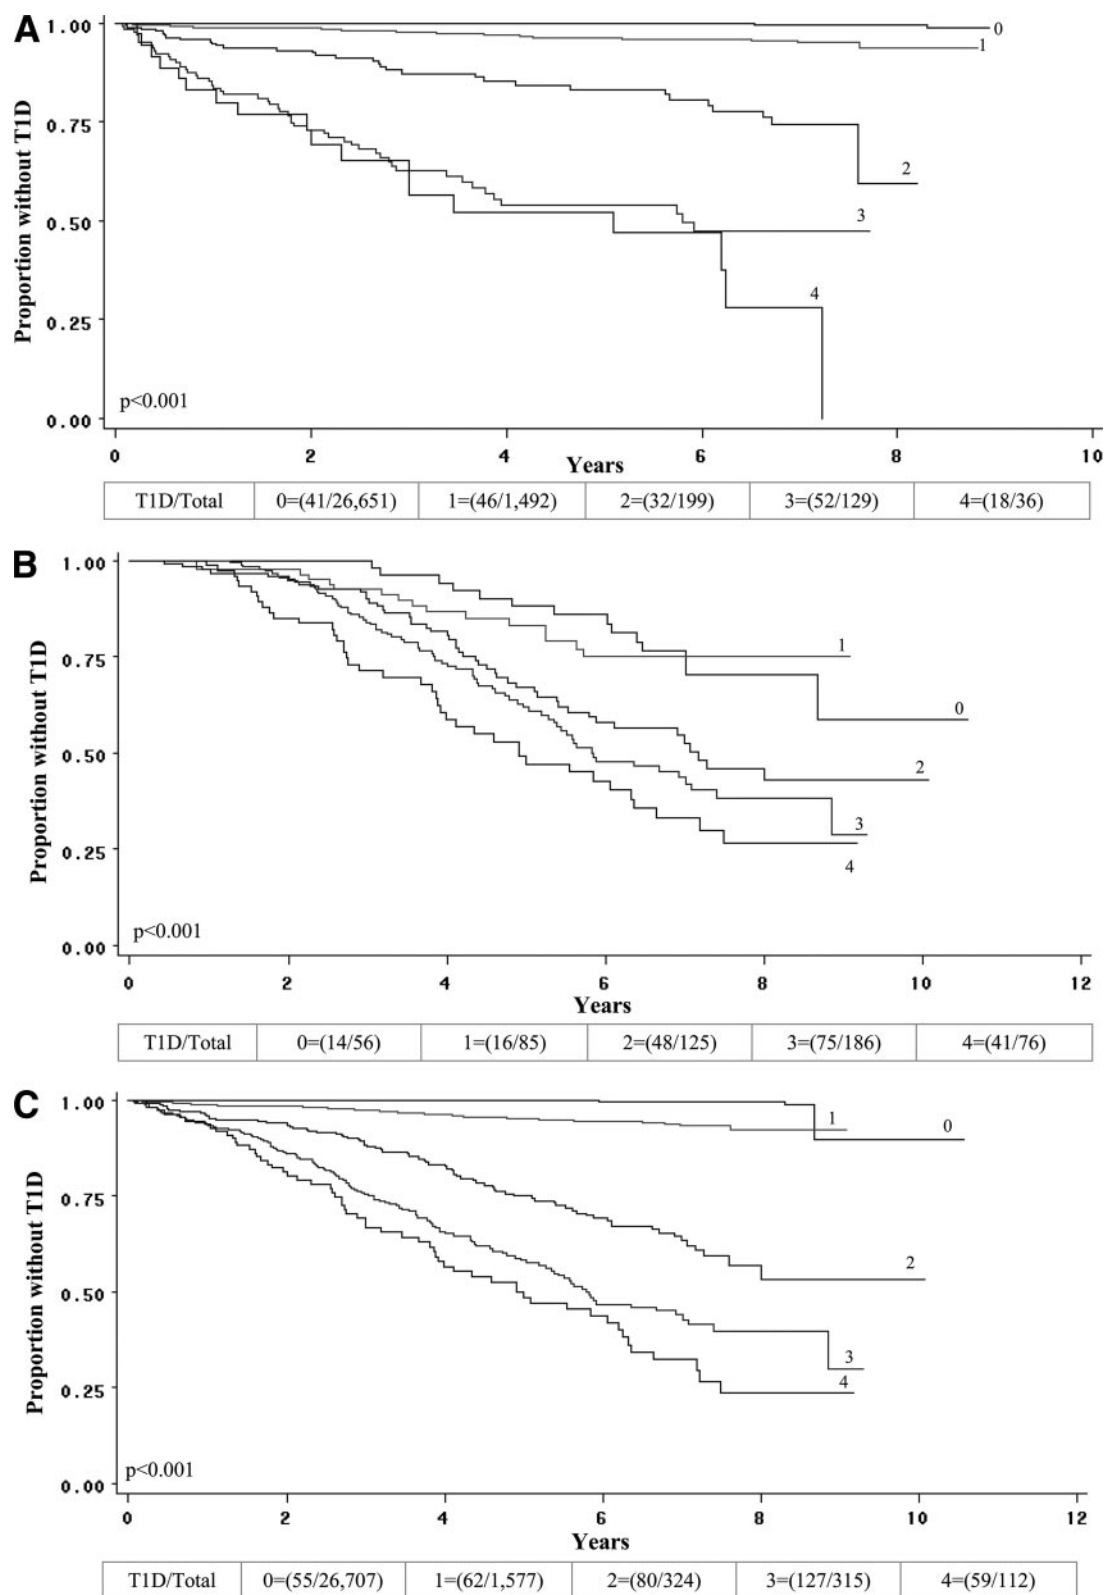 A
Proportion without T1D
1.00
0.75
0.50
0.25
0.00
0
1
2
3
4
p<0.001
0 2 4 6 8 10
Years
T1D/Total 0=(41/26,651) 1=(46/1,492) 2=(32/199) 3=(52/129) 4=(18/36)
B
Proportion without T1D
1.00
0.75
0.50
0.25
0.00
1
0
2
3
4
p<0.001
0 2 4 6 8 10 12
Years
T1D/Total 0=(14/56) 1=(16/85) 2=(48/125) 3=(75/186) 4=(41/76)
C
Proportion without T1D
1.00
0.75
0.50
0.25
0.00
1
0
2
3
4
p<0.001
0 2 4 6 8 10 12
Years
T1D/Total 0=(55/26,707) 1=(62/1,577) 2=(80/324) 3=(127/315) 4=(59/112)